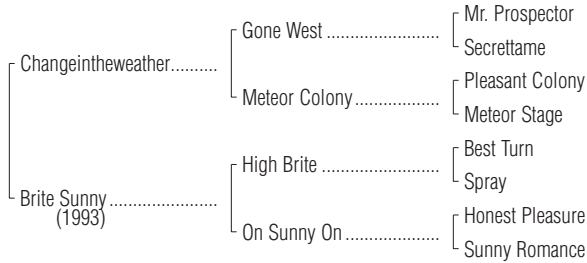 Mr. Prospector
Gone West ..................
Secrettame
Changeintheweather..........
Pleasant Colony
Meteor Colony ..............
Meteor Stage
Best Turn
High Brite ...................
Spray
Brite Sunny ......................
(1993)
Honest Pleasure
On Sunny On ................
Sunny Romance